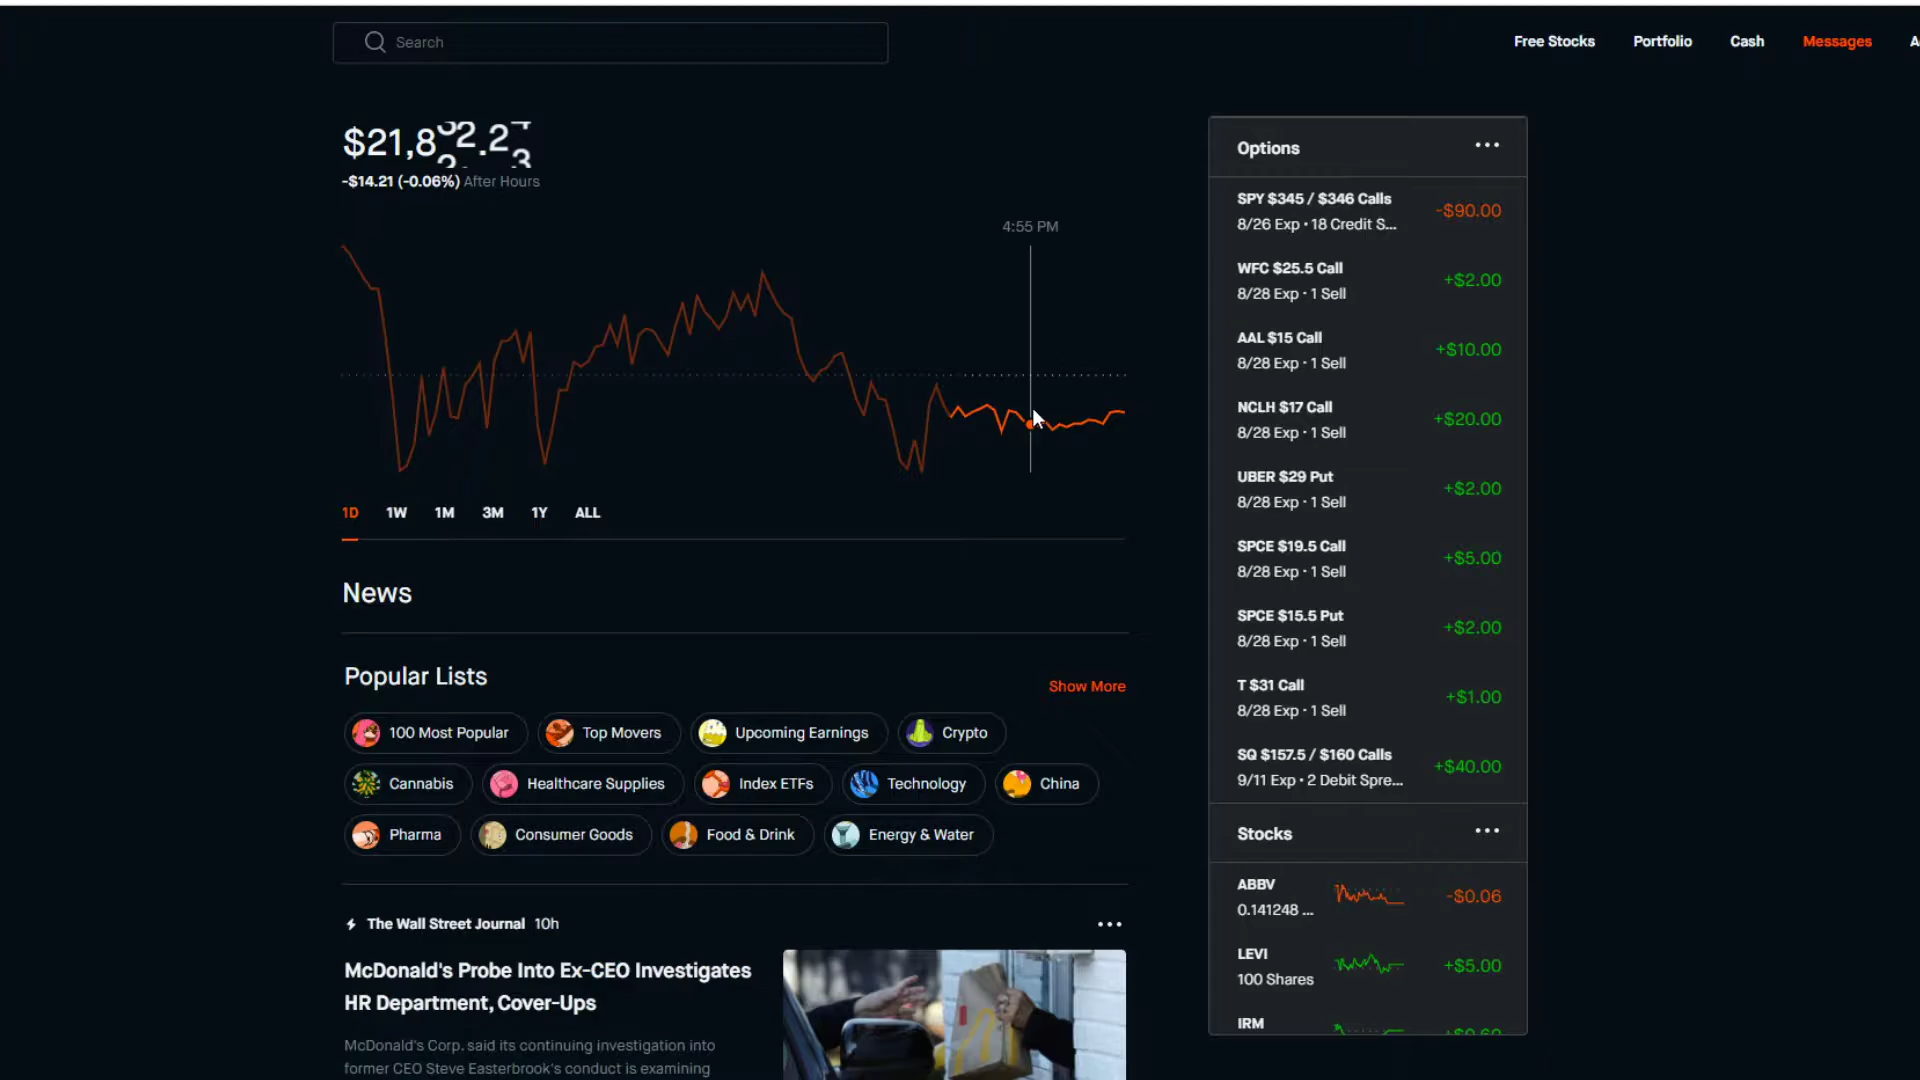 Search
Free Stocks
Portfolio
Cash
Messages
-$14.21 (-0.06%) After Hours
4:55 PM
1D
1W
1M
3M
1Y
ALL
News
Popular Lists
Show More
100 Most Popular
Top Movers
Upcoming Earnings
Crypto
Cannabis
Healthcare Supplies
Index ETFs
Technology
China
Pharma
Consumer Goods
Food & Drink
Energy & Water
The Wall Street Journal 10h
McDonald's Probe Into Ex-CEO Investigates
HR Department, Cover-Ups
McDonald's Corp. said its continuing investigation into
former CEO Steve Easterbrook's conduct is examining
Options
SPY $345 / $346 Calls
8/26 Exp · 18 Credit S...
-$90.00
WFC $25.5 Call
8/28 Exp · 1 Sell
+$2.00
AAL $15 Call
8/28 Exp · 1 Sell
+$10.00
NCLH $17 Call
8/28 Exp · 1 Sell
+$20.00
UBER $29 Put
8/28 Exp · 1 Sell
+$2.00
SPCE $19.5 Call
8/28 Exp · 1 Sell
+$5.00
SPCE $15.5 Put
8/28 Exp · 1 Sell
+$2.00
T $31 Call
8/28 Exp · 1 Sell
+$1.00
SQ $157.5 / $160 Calls
9/11 Exp · 2 Debit Spre...
+$40.00
Stocks
ABBV
0.141248 ...
-$0.06
LEVI
100 Shares
+$5.00
IRM